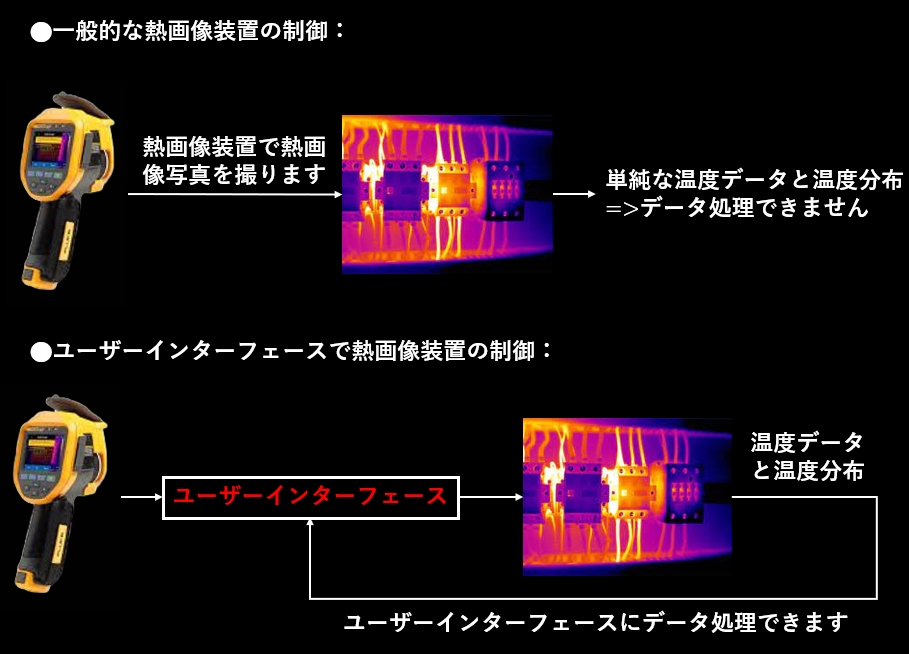 ●一般的な熱画像装置の制御：
熱画像装置で熱画
像写真を撮ります
単純な温度データと温度分布
=>データ処理できません
●ユーザーインターフェースで熱画像装置の制御：
ユーザーインターフェース
温度データ
と温度分布
ユーザーインターフェースにデータ処理できます